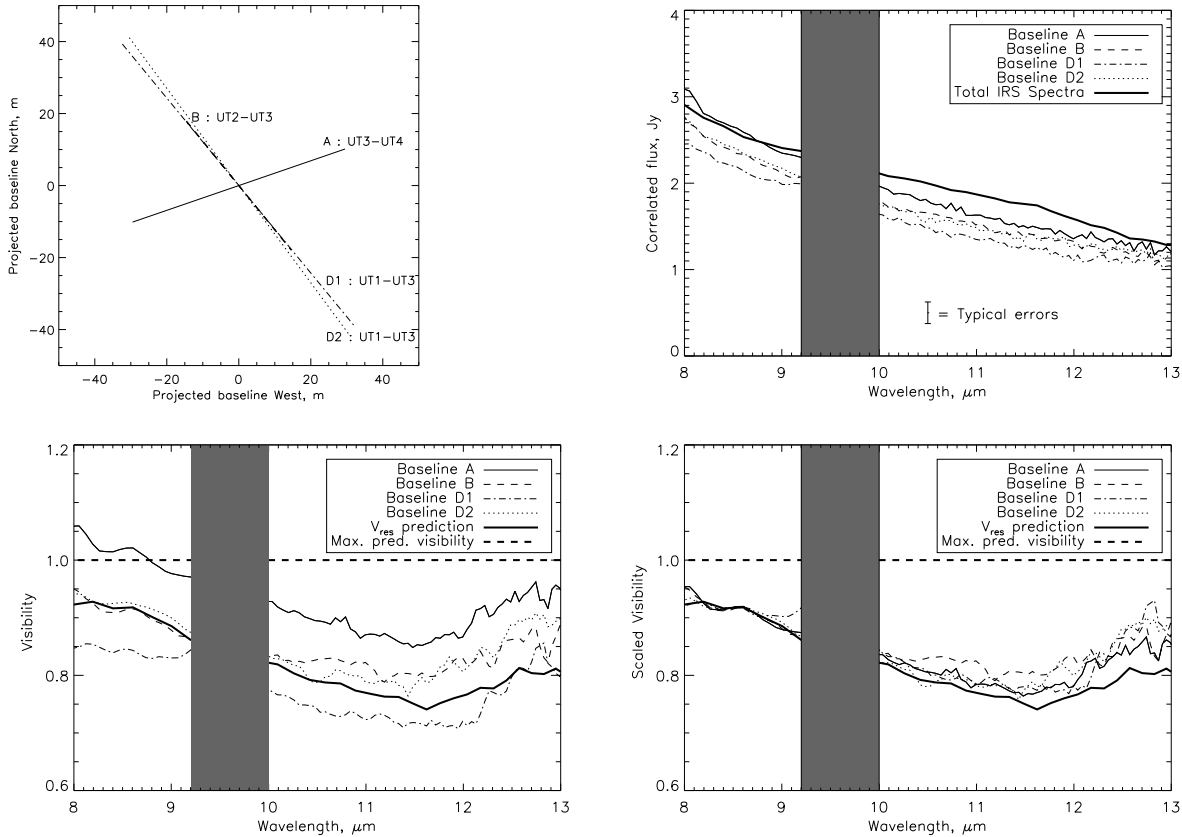 Projected baseline North, m
40
20
0
−20
−40
−40
−20
0
20
40
Projected baseline West, m
B : UT2−UT3
A : UT3−UT4
D1 : UT1−UT3
D2 : UT1−UT3
Correlated flux, Jy
4
3
2
1
0
8
9
10
11
12
13
Wavelength, μm
Baseline A
Baseline B
Baseline D1
Baseline D2
Total IRS Spectra
= Typical errors
Visibility
1.2
1.0
0.8
0.6
8
9
10
11
12
13
Wavelength, μm
Baseline A
Baseline B
Baseline D1
Baseline D2
Vres prediction
Max. pred. visibility
Scaled Visibility
1.2
1.0
0.8
0.6
8
9
10
11
12
13
Wavelength, μm
Baseline A
Baseline B
Baseline D1
Baseline D2
Vres prediction
Max. pred. visibility